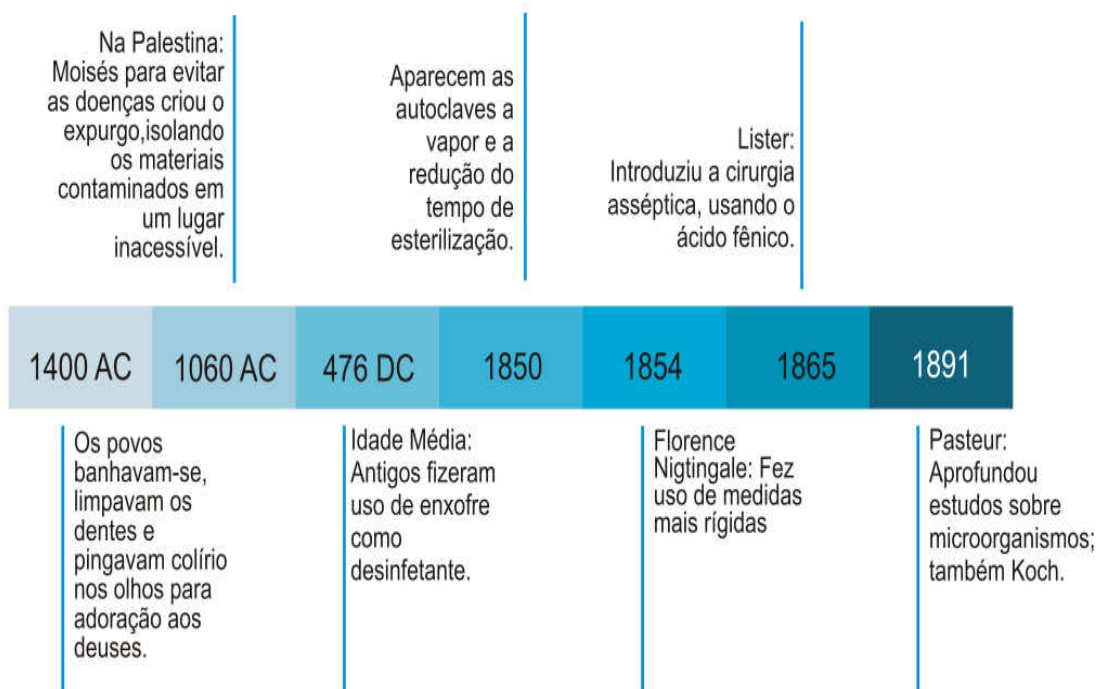 Na Palestina:
Moisés para evitar
as doenças criou o
expurgo,isolando
os materiais
contaminados em
um lugar
inacessível.
Aparecem as
autoclaves a
vapor e a
redução do
tempo de
esterilização.
Lister:
Introduziu a cirurgia
asséptica, usando o
ácido fênico.
1400 AC
1060 AC
476 DC
1850
1854
1865
1891
Os povos
banhavam-se,
limpavam os
dentes e
pingavam colírio
nos olhos para
adoração aos
deuses.
Idade Média:
Antigos fizeram
uso de enxofre
como
desinfetante.
Florence
Nigtingale: Fez
uso de medidas
mais rígidas
Pasteur:
Aprofundou
estudos sobre
microorganismos;
também Koch.